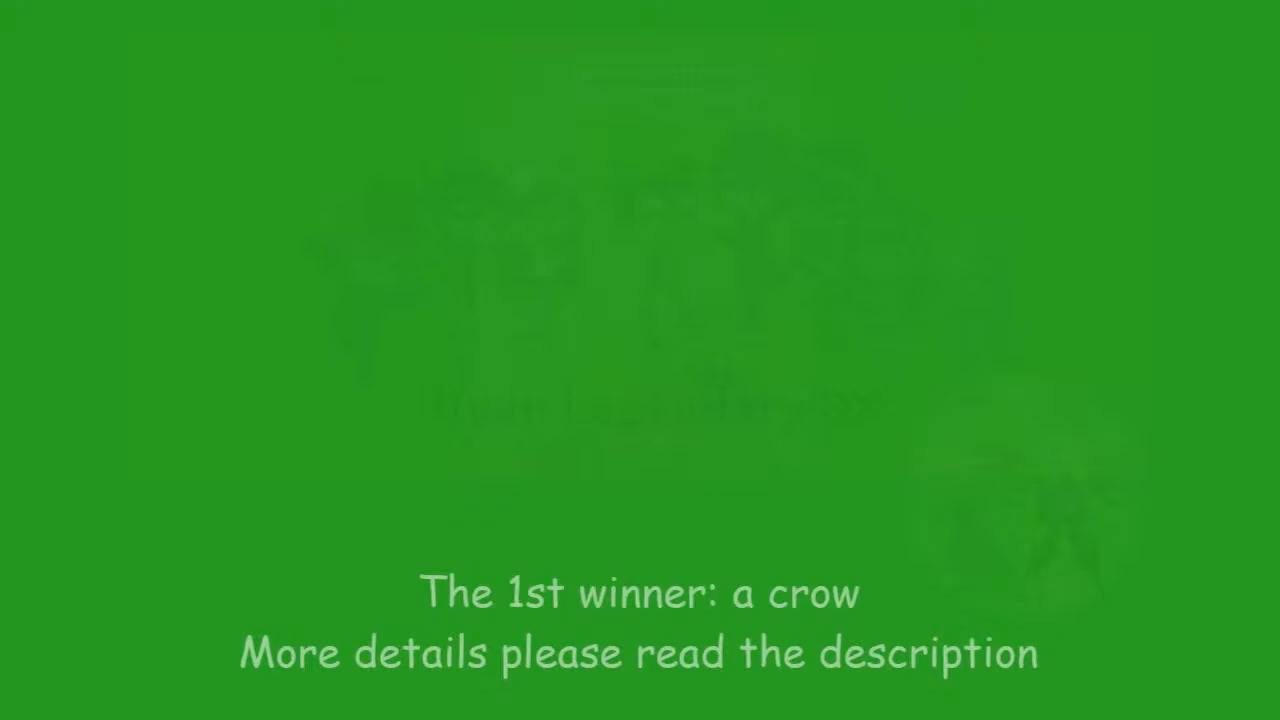 The 1st winner: a crow
More details please read the description